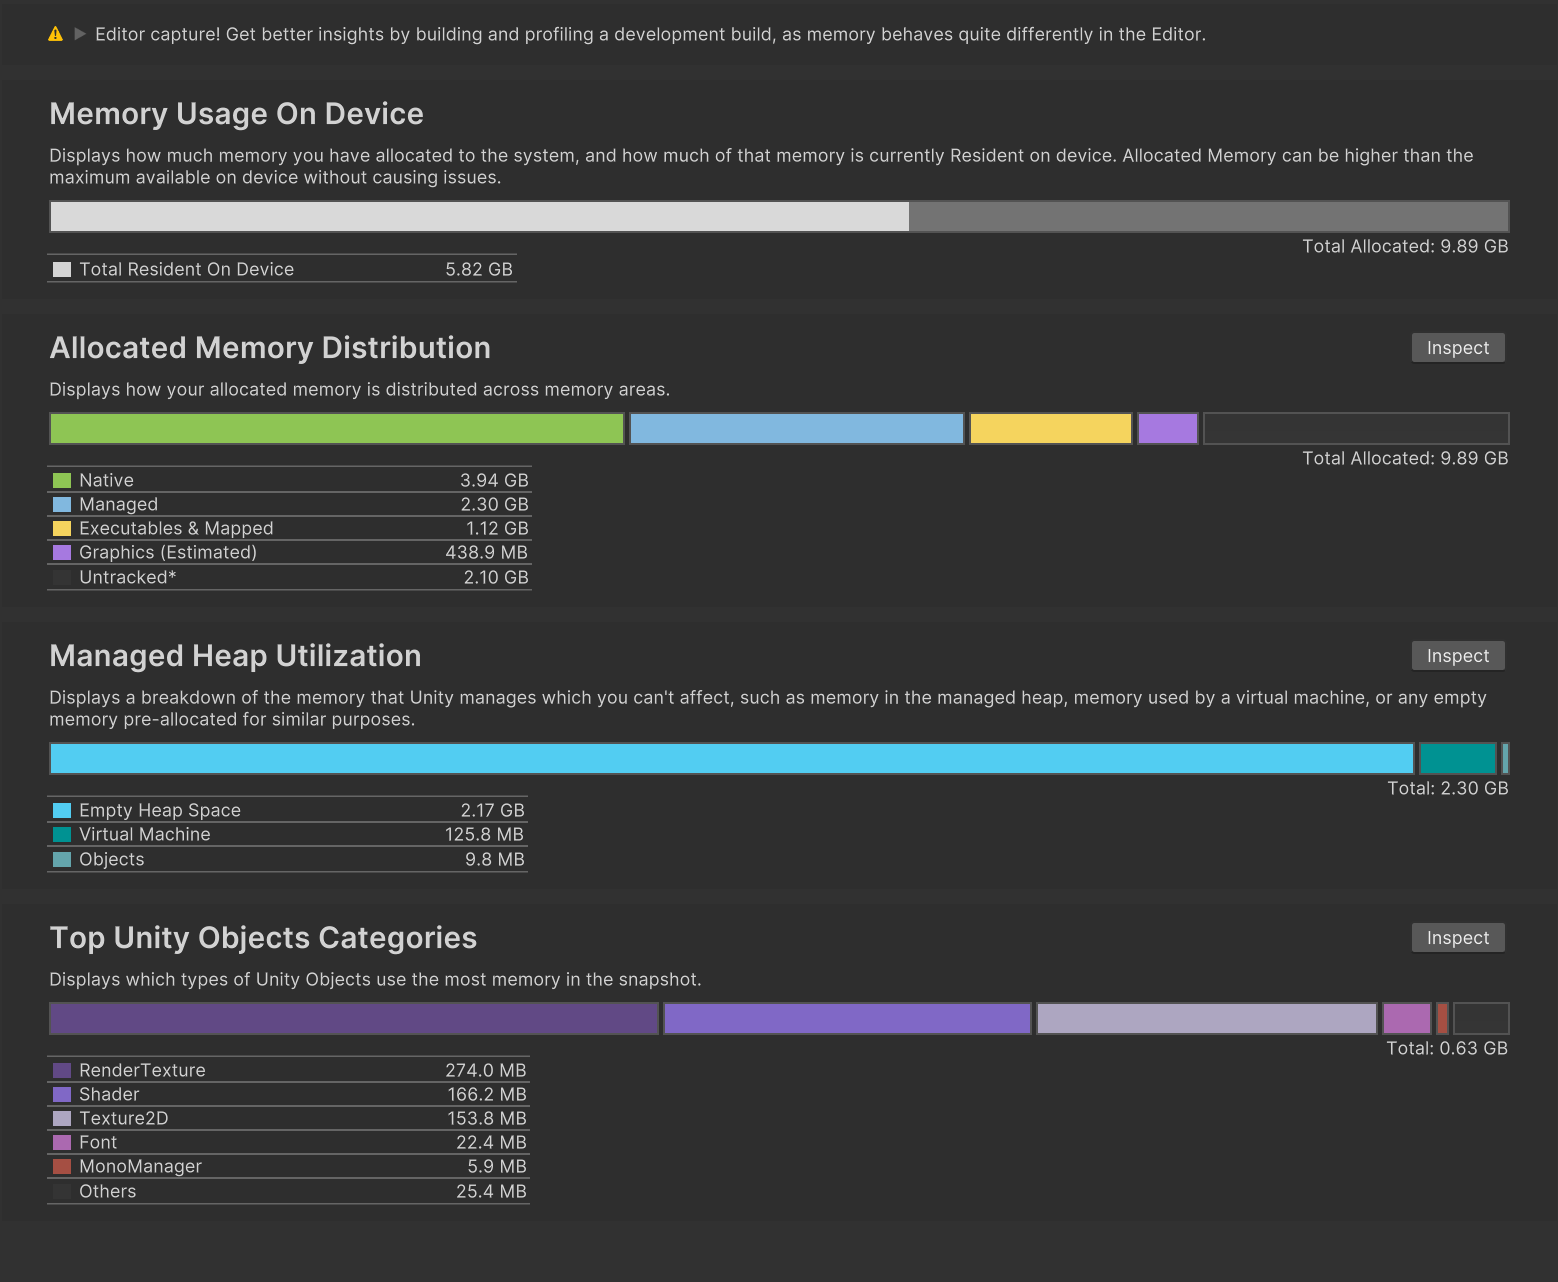 Editor capture! Get better insights by building and profiling a development build, as memory behaves quite differently in the Editor.
Memory Usage On Device
Displays how much memory you have allocated to the system, and how much of that memory is currently Resident on device. Allocated Memory can be higher than the
maximum available on device without causing issues.
Total Allocated: 9.89 GB
Total Resident On Device 5.82 GB
Allocated Memory Distribution Inspect
Displays how your allocated memory is distributed across memory areas.
Total Allocated: 9.89 GB
Native 3.94 GB
Managed 2.30 GB
Executables & Mapped 1.12 GB
Graphics (Estimated) 438.9 MB
Untracked* 2.10 GB
Managed Heap Utilization Inspect
Displays a breakdown of the memory that Unity manages which you can't affect, such as memory in the managed heap, memory used by a virtual machine, or any empty
memory pre-allocated for similar purposes.
Total: 2.30 GB
Empty Heap Space 2.17 GB
Virtual Machine 125.8 MB
Objects 9.8 MB
Top Unity Objects Categories Inspect
Displays which types of Unity Objects use the most memory in the snapshot.
Total: 0.63 GB
RenderTexture 274.0 MB
Shader 166.2 MB
Texture2D 153.8 MB
Font 22.4 MB
MonoManager 5.9 MB
Others 25.4 MB